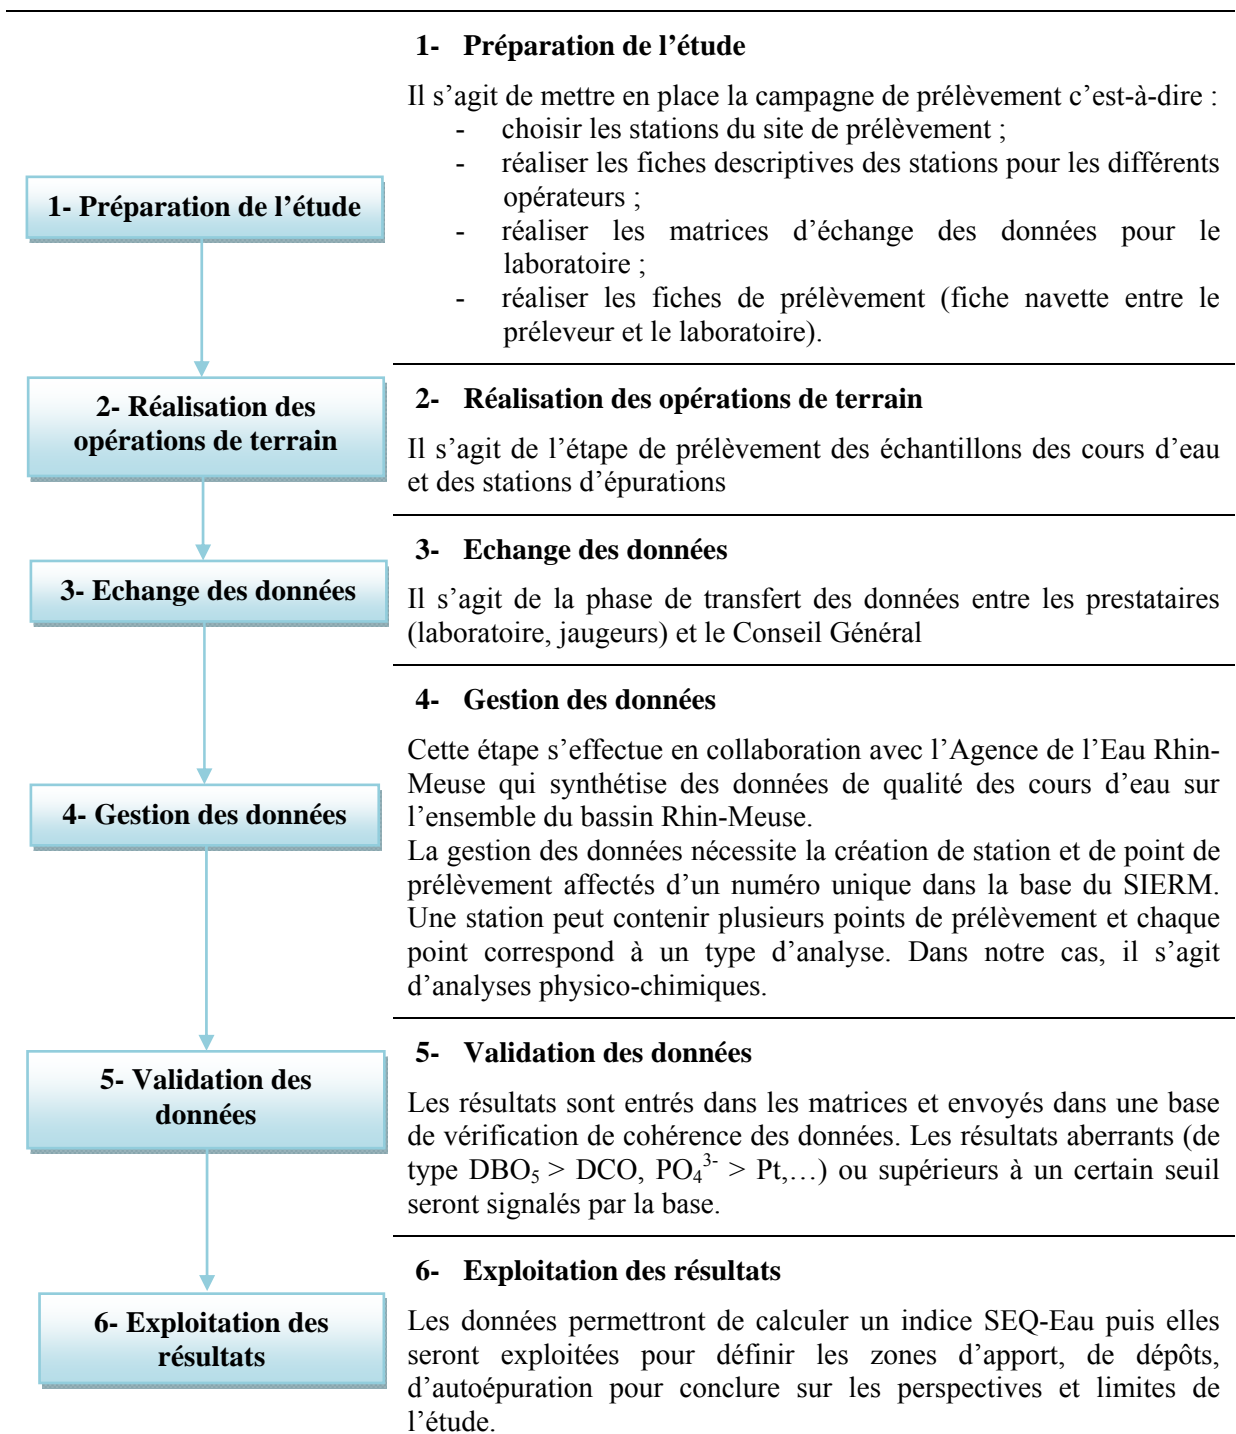 1- Préparation de l’étude
Il s’agit de mettre en place la campagne de prélèvement c’est-à-dire :
- choisir les stations du site de prélèvement ;
- réaliser les fiches descriptives des stations pour les différents
opérateurs ;
- réaliser les matrices d’échange des données pour le
laboratoire ;
- réaliser les fiches de prélèvement (fiche navette entre le
préleveur et le laboratoire).
1- Préparation de l’étude
2- Réalisation des
opérations de terrain
2- Réalisation des opérations de terrain
Il s’agit de l’étape de prélèvement des échantillons des cours d’eau
et des stations d’épurations
3- Echange des données
3- Echange des données
Il s’agit de la phase de transfert des données entre les prestataires
(laboratoire, jaugeurs) et le Conseil Général
4- Gestion des données
4- Gestion des données
Cette étape s’effectue en collaboration avec l’Agence de l’Eau Rhin-
Meuse qui synthétise des données de qualité des cours d’eau sur
l’ensemble du bassin Rhin-Meuse.
La gestion des données nécessite la création de station et de point de
prélèvement affectés d’un numéro unique dans la base du SIERM.
Une station peut contenir plusieurs points de prélèvement et chaque
point correspond à un type d’analyse. Dans notre cas, il s’agit
d’analyses physico-chimiques.
5- Validation des
données
5- Validation des données
Les résultats sont entrés dans les matrices et envoyés dans une base
de vérification de cohérence des données. Les résultats aberrants (de
type DBO₅ > DCO, PO₄³⁻ > Pt,…) ou supérieurs à un certain seuil
seront signalés par la base.
6- Exploitation des
résultats
6- Exploitation des résultats
Les données permettront de calculer un indice SEQ-Eau puis elles
seront exploitées pour définir les zones d’apport, de dépôts,
d’autoépuration pour conclure sur les perspectives et limites de
l’étude.